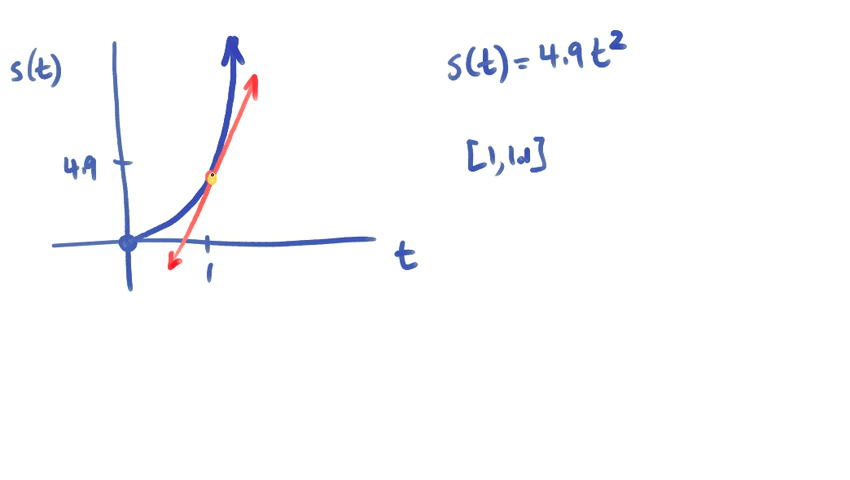 s(t)
s(t) = 4.9t²
[1, 1.1]
4.9
t
1